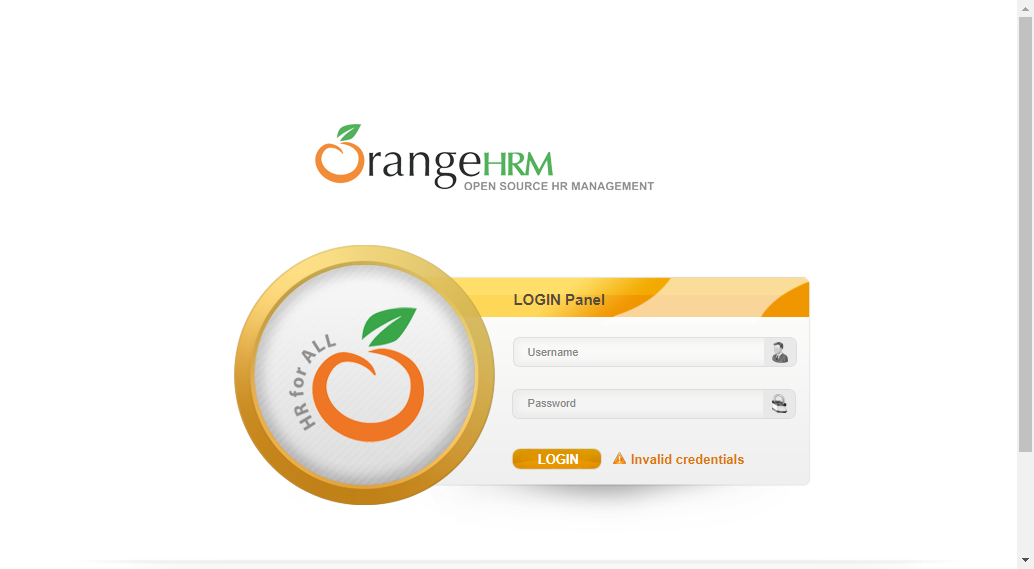 OrangeHRM
OPEN SOURCE HR MANAGEMENT
HR for ALL
LOGIN Panel
Username
Password
LOGIN
Invalid credentials